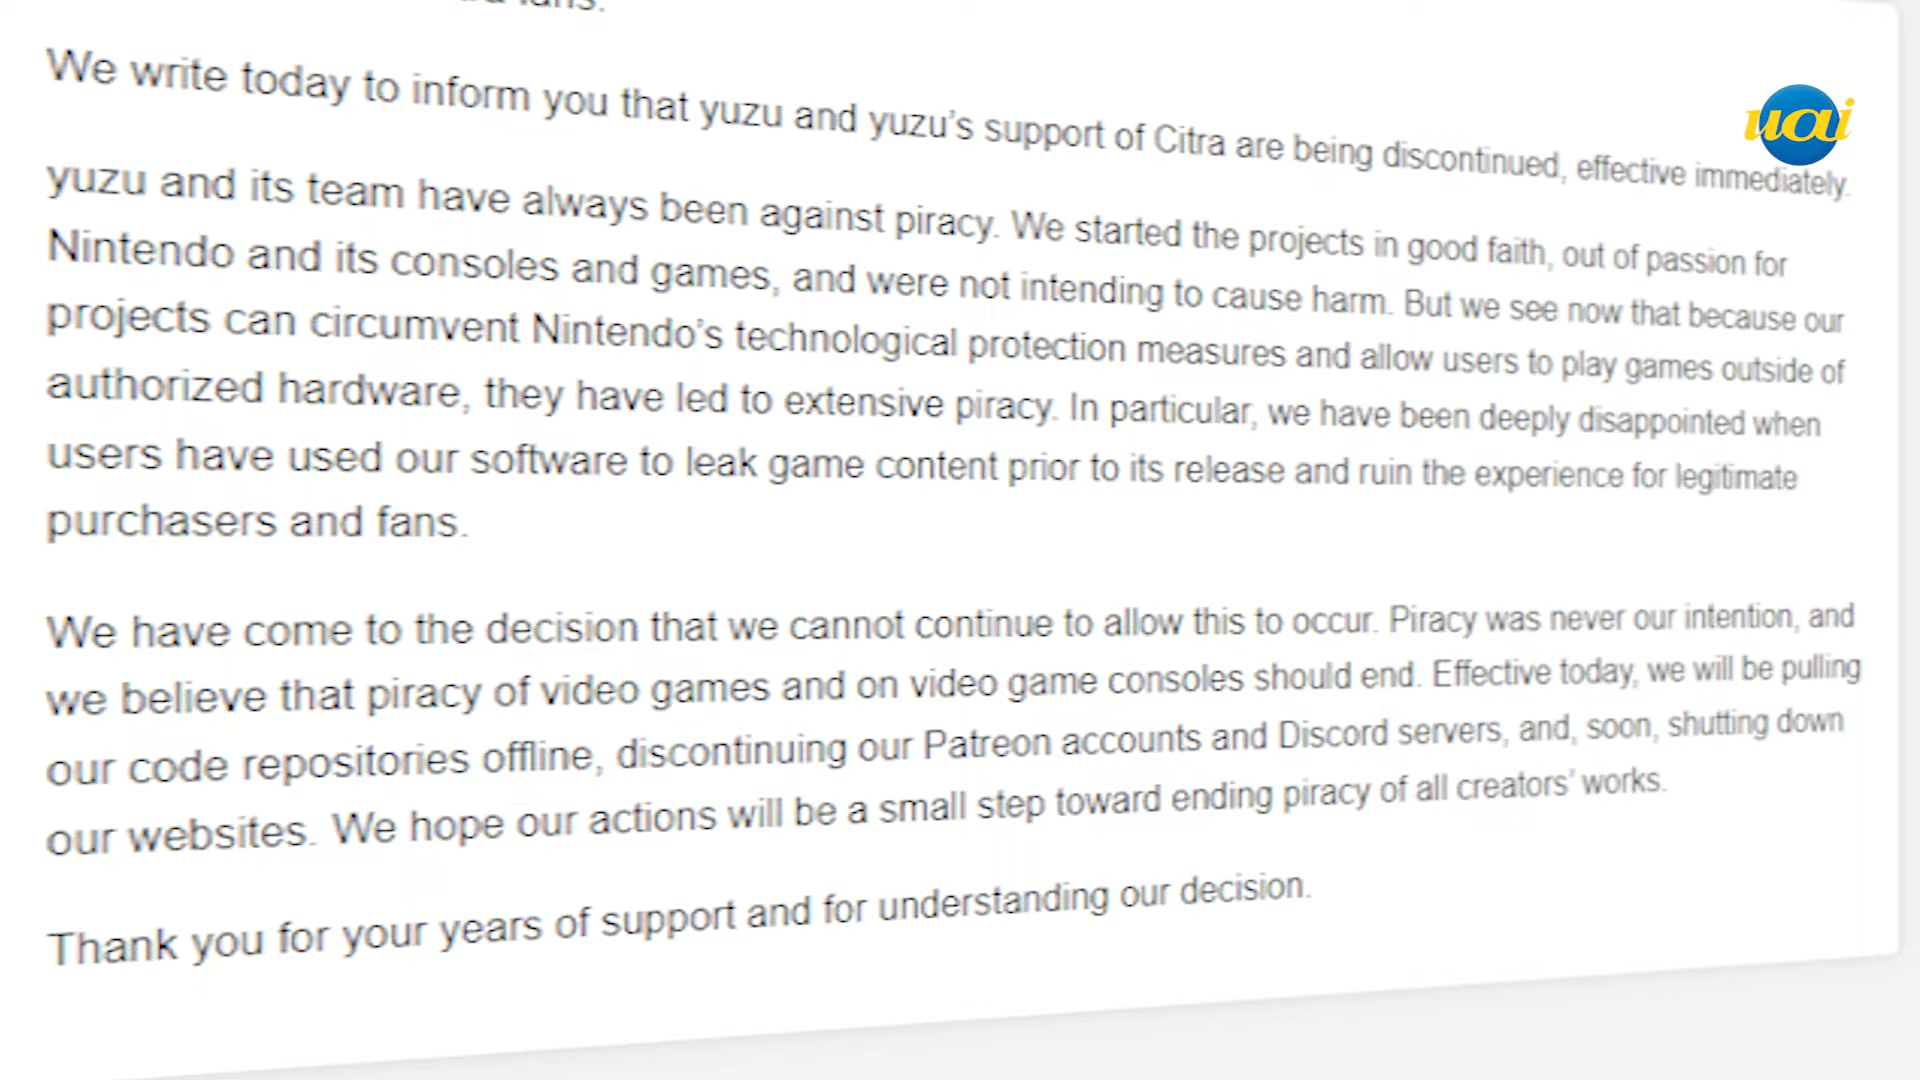 fans.
We write today to inform you that yuzu and yuzu's support of Citra are being discontinued, effective immediately.
yuzu and its team have always been against piracy. We started the projects in good faith, out of passion for
Nintendo and its consoles and games, and were not intending to cause harm. But we see now that because our
projects can circumvent Nintendo's technological protection measures and allow users to play games outside of
authorized hardware, they have led to extensive piracy. In particular, we have been deeply disappointed when
users have used our software to leak game content prior to its release and ruin the experience for legitimate
purchasers and fans.
We have come to the decision that we cannot continue to allow this to occur. Piracy was never our intention, and
we believe that piracy of video games and on video game consoles should end. Effective today, we will be pulling
our code repositories offline, discontinuing our Patreon accounts and Discord servers, and, soon, shutting down
our websites. We hope our actions will be a small step toward ending piracy of all creators' works.
Thank you for your years of support and for understanding our decision.
uai